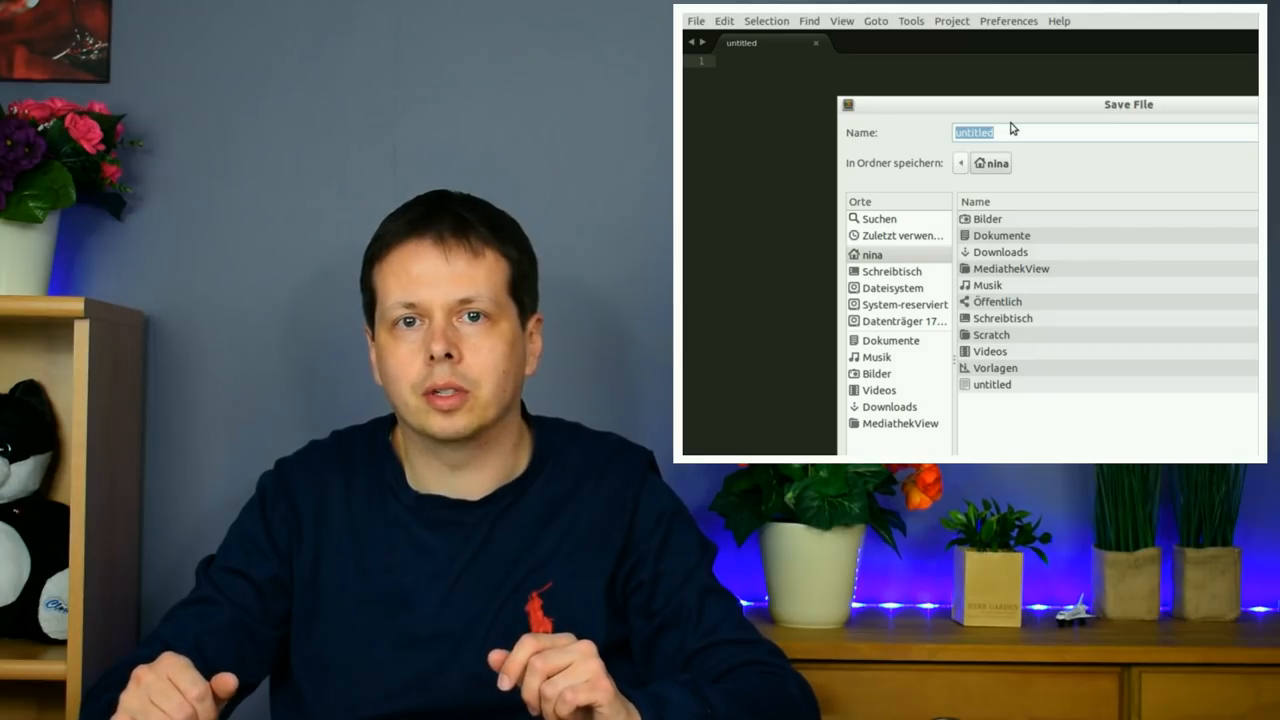 File Edit Selection Find View Goto Tools Project Preferences Help
untitled
1
Save File
Name: untitled
In Ordner speichern: nina
Orte
Suchen
Zuletzt verwen...
nina
Schreibtisch
Dateisystem
System-reserviert
Datenträger 17...
Dokumente
Musik
Bilder
Videos
Downloads
MediathekView
Name
Bilder
Dokumente
Downloads
MediathekView
Musik
Öffentlich
Schreibtisch
Scratch
Videos
Vorlagen
untitled
HERB GARDEN